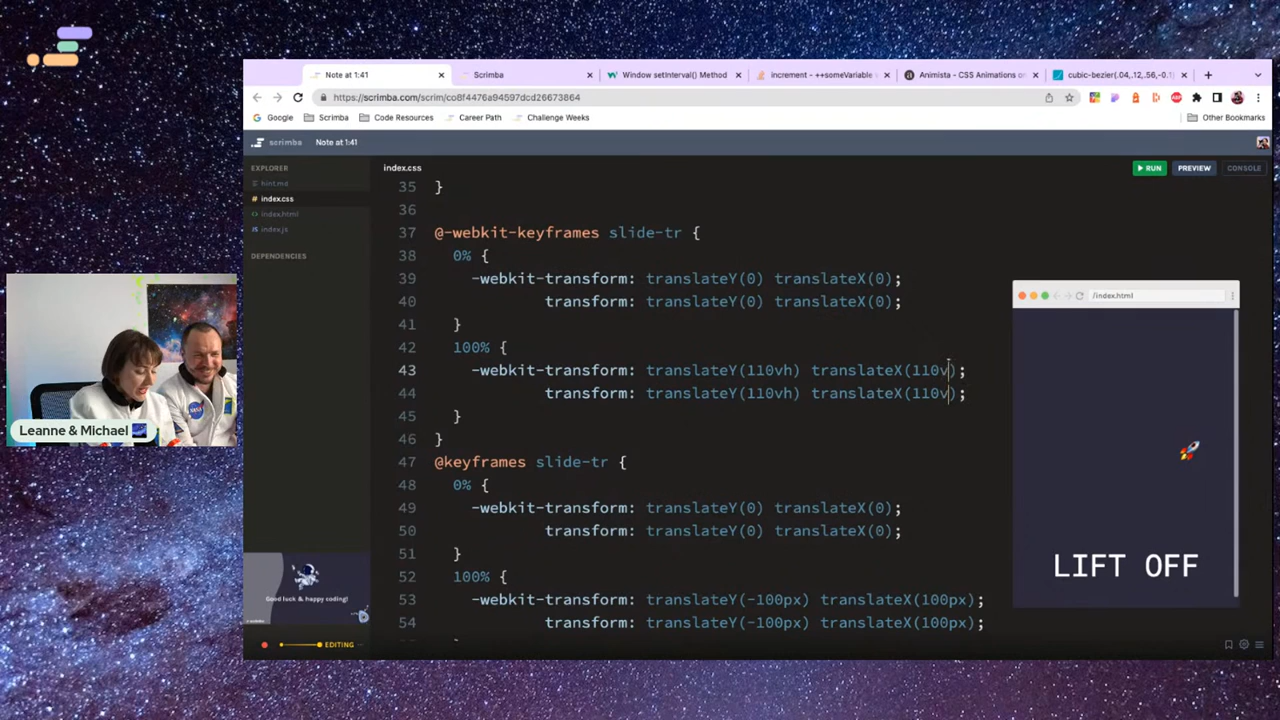 Note at 1:41
Scrimba
Window setInterval() Method
increment - ++someVariable v
Animista - CSS Animations on
cubic-bezier(.04,.12,.56,-0.1)
https://scrimba.com/scrim/co8f4476a94597dcd26673864
Google
Scrimba
Code Resources
Career Path
Challenge Weeks
Other Bookmarks
scrimba
Note at 1:41
EXPLORER
hint.md
# index.css
index.html
index.js
DEPENDENCIES
index.css
RUN
PREVIEW
CONSOLE
35 }
36
37 @-webkit-keyframes slide-tr {
38 0% {
39 -webkit-transform: translateY(0) translateX(0);
40 transform: translateY(0) translateX(0);
41 }
42 100% {
43 -webkit-transform: translateY(110vh) translateX(110v);
44 transform: translateY(110vh) translateX(110v);
45 }
46 }
47 @keyframes slide-tr {
48 0% {
49 -webkit-transform: translateY(0) translateX(0);
50 transform: translateY(0) translateX(0);
51 }
52 100% {
53 -webkit-transform: translateY(-100px) translateX(100px);
54 transform: translateY(-100px) translateX(100px);
/index.html
LIFT OFF
NASA
Leanne & Michael
Good luck & happy coding!
EDITING